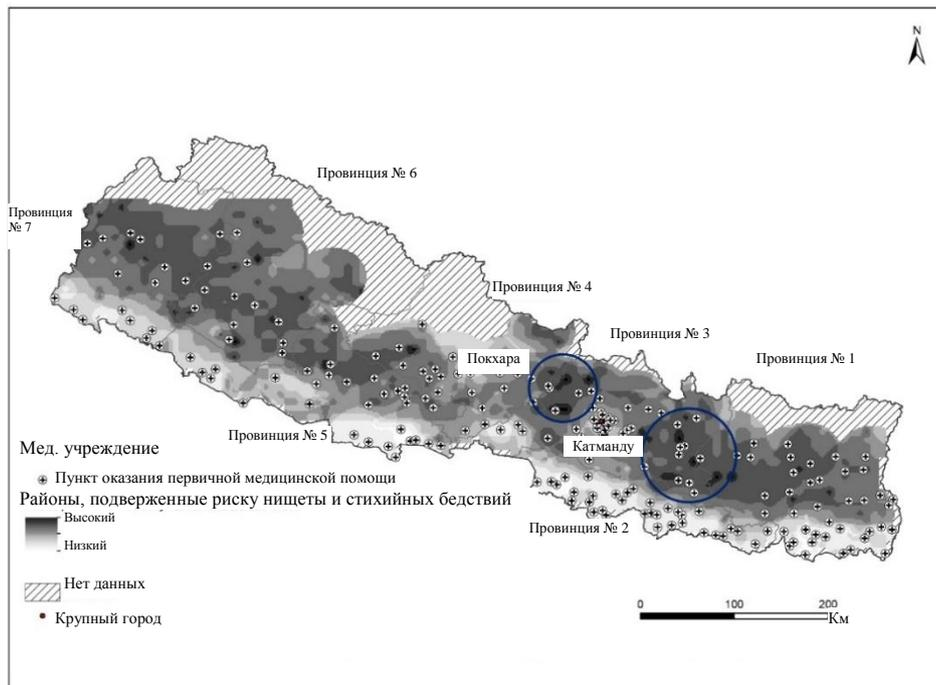 N
Провинция № 6
Провинция
№ 7
Провинция № 4
Провинция № 3
Покхара
Провинция № 1
Провинция № 5
Катманду
Мед. учреждение
Пункт оказания первичной медицинской помощи
Районы, подверженные риску нищеты и стихийных бедствий
Высокий
Низкий
Провинция № 2
Нет данных
Крупный город
0 100 200
Км